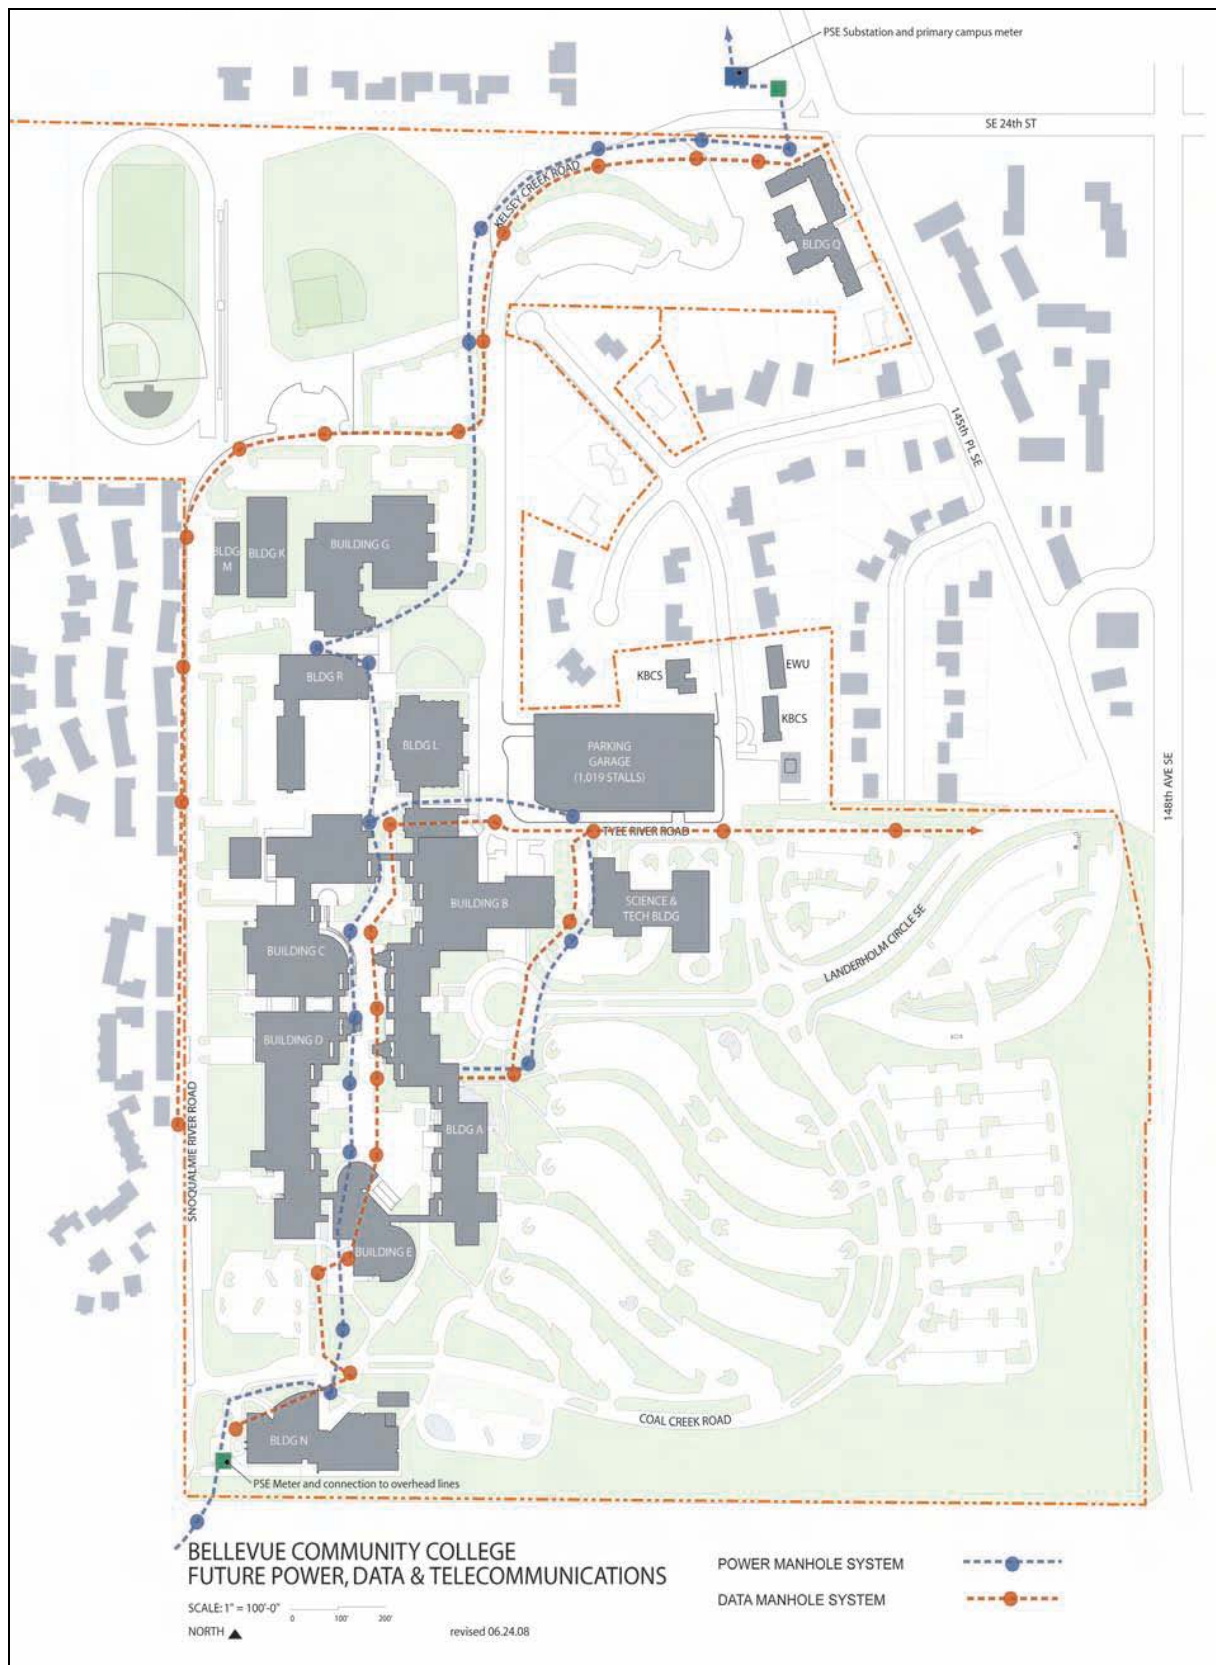 PSE Substation and primary campus meter
SE 24th ST
KELSEY CREEK ROAD
BLDG Q
145th PL SE
BLDG
M
BLDG K
BUILDING G
BLDG R
KBCS
EWU
KBCS
BLDG L
PARKING
GARAGE
(1,019 STALLS)
148th AVE SE
TYEE RIVER ROAD
BUILDING B
SCIENCE &
TECH BLDG
BUILDING C
LANDERHOLM CIRCLE SE
BUILDING D
BLDG A
SNOQUALMIE RIVER ROAD
BUILDING E
COAL CREEK ROAD
BLDG N
PSE Meter and connection to overhead lines
BELLEVUE COMMUNITY COLLEGE
FUTURE POWER, DATA & TELECOMMUNICATIONS
POWER MANHOLE SYSTEM
DATA MANHOLE SYSTEM
SCALE: 1" = 100'-0"
0 100' 200'
NORTH
revised 06.24.08